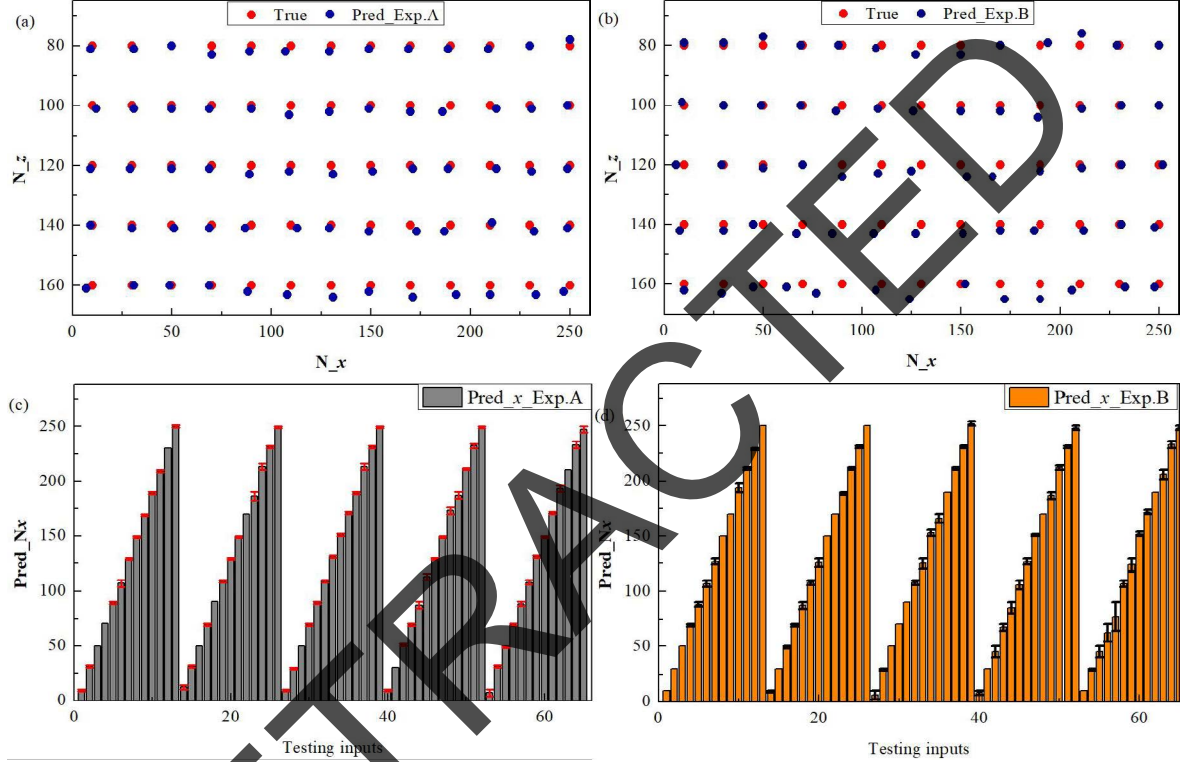 (a)
True
Pred_Exp.A
80
100
120
140
160
N_z
0
50
100
150
200
250
N_x
(b)
True
Pred_Exp.B
80
100
120
140
160
N_z
0
50
100
150
200
250
N_x
(c)
Pred_x_Exp.A
250
200
150
100
50
0
Pred_Nx
0
20
40
60
Testing inputs
(d)
Pred_x_Exp.B
250
200
150
100
50
0
Pred_Nx
0
20
40
60
Testing inputs
TRACTED